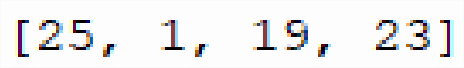 [25, 1, 19, 23]